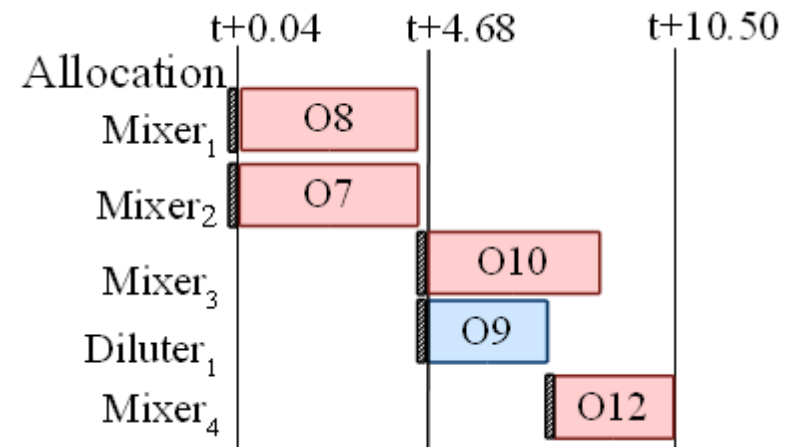 t+0.04 t+4.68 t+10.50
Allocation
Mixer₁ O8
Mixer₂ O7
Mixer₃ O10
Diluter₁ O9
Mixer₄ O12